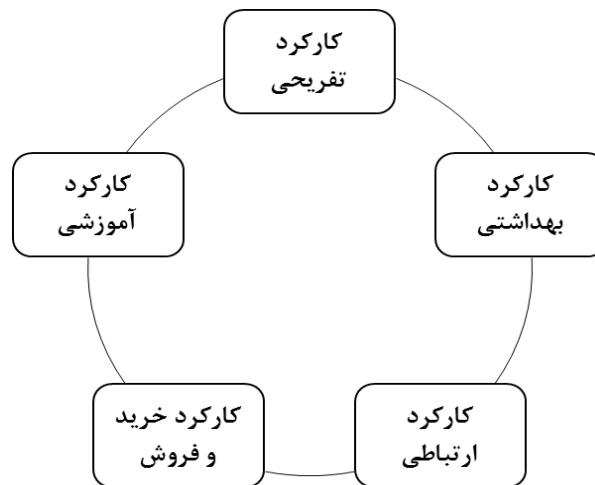 کارکرد
تفریحی
کارکرد
بهداشتی
کارکرد
ارتباطی
کارکرد خرید
و فروش
کارکرد
آموزشی